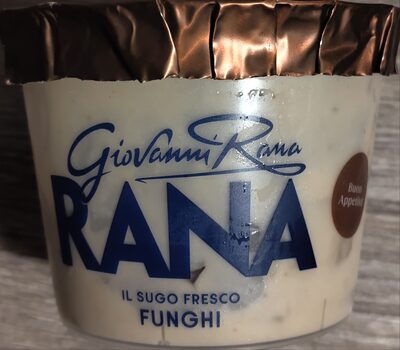 Giovanni Rana
RANA
Buon
Appetito
IL SUGO FRESCO
FUNGHI